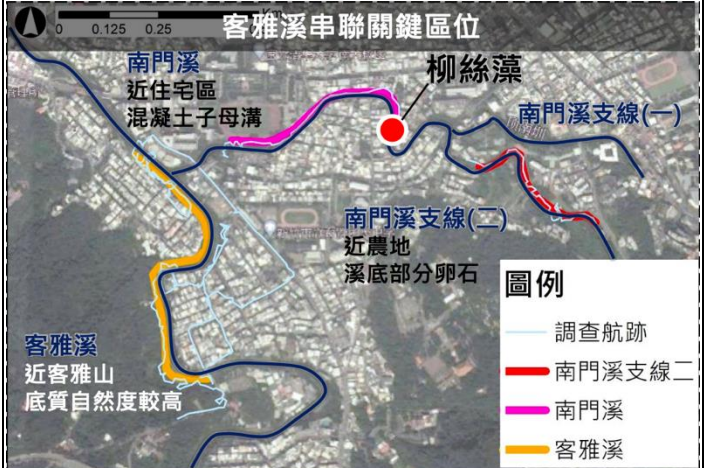 客雅溪串聯關鍵區位
0 0.125 0.25
南門溪
近住宅區
混凝土子母溝
柳絲藻
南門溪支線(一)
南門溪支線(二)
近農地
溪底部分卵石
客雅溪
近客雅山
底質自然度較高
圖例
調查航跡
南門溪支線二
南門溪
客雅溪